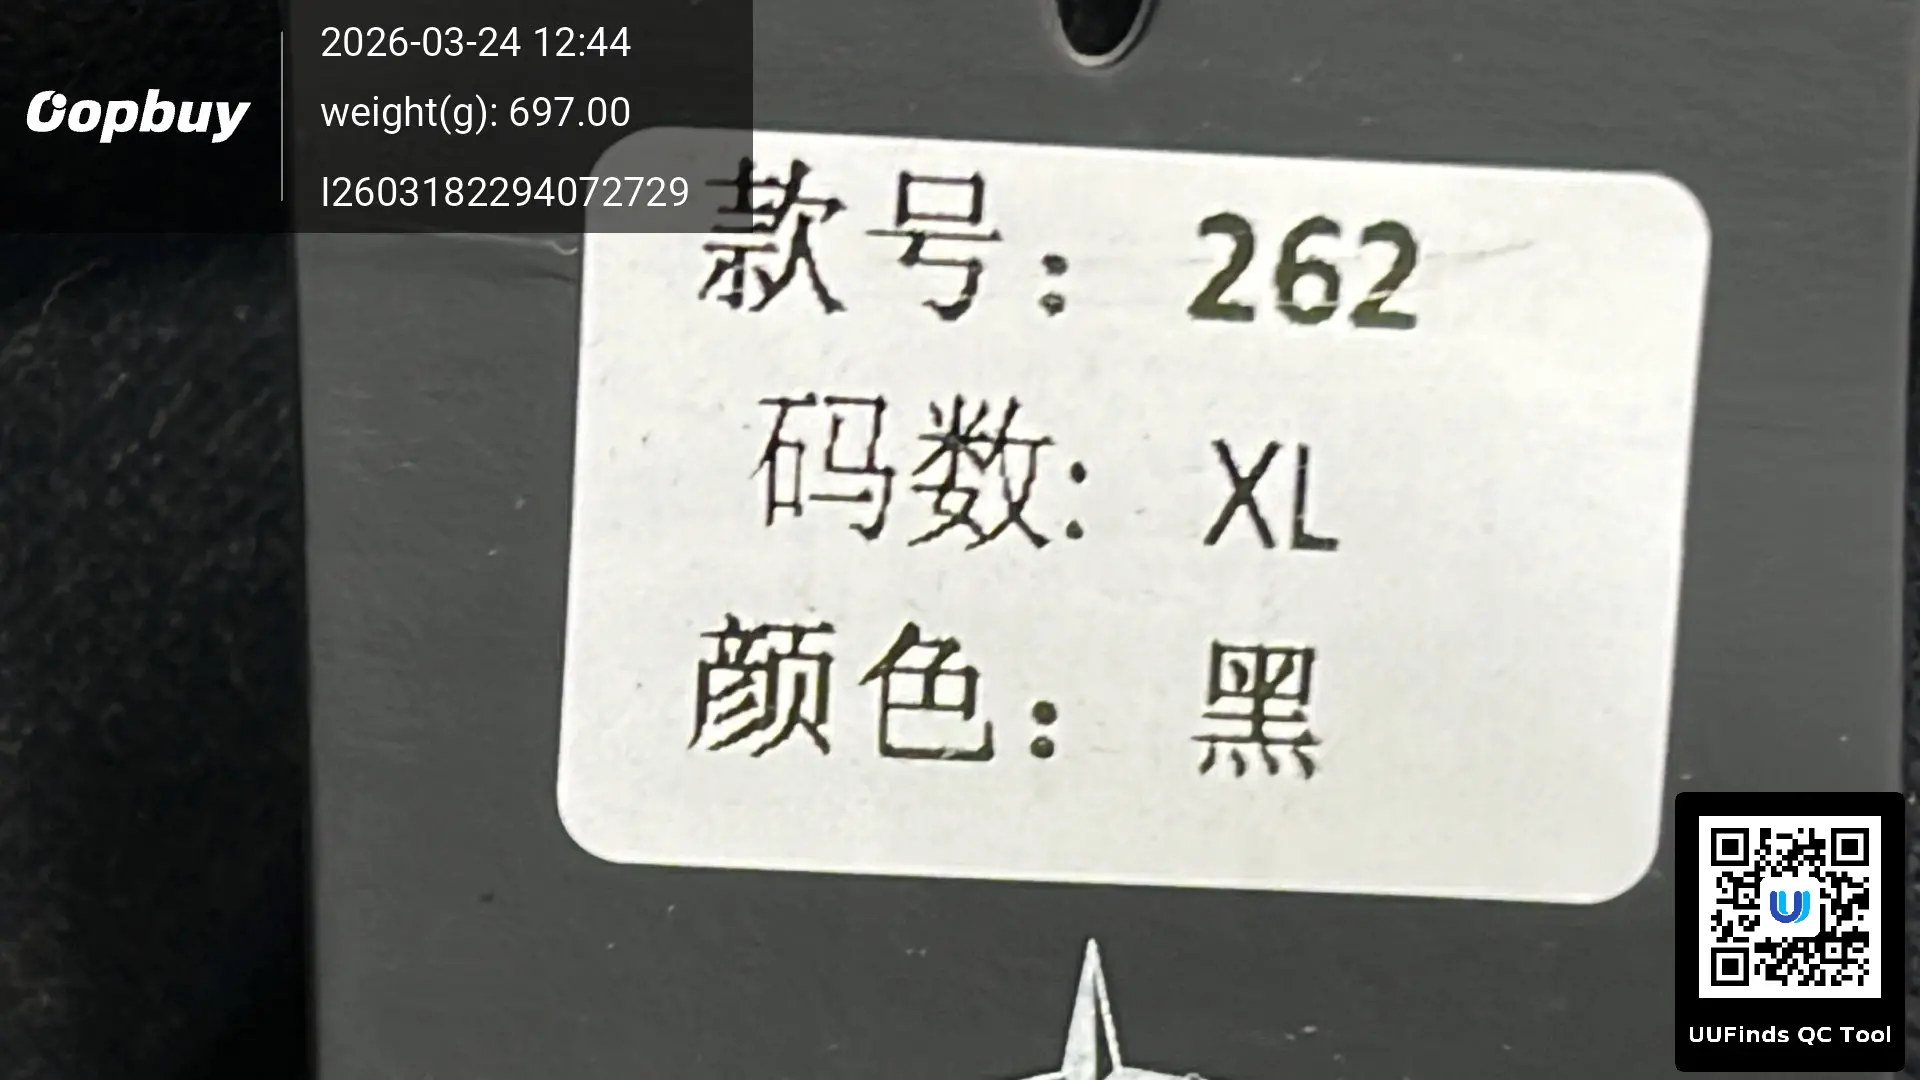 Oopbuy
2026-03-24 12:44
weight(g): 697.00
I2603182294072729
款号：262
码数: XL
颜色：黑
UUFinds QC Tool